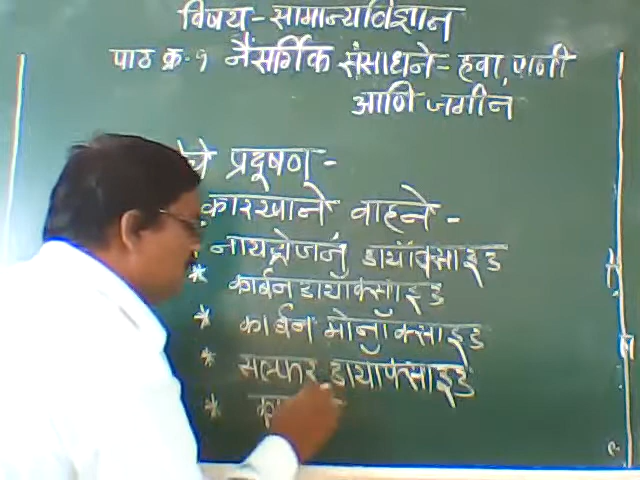 विषय - सामान्यविज्ञान
पाठ क्र. १ नैसर्गिक संसाधने - हवा, पाणी
आणि जमीन
चे प्रदूषण -
कारखाने वाहने -
नायट्रोजन डायॉक्साइड
* कार्बन डायाक्साइड
* कार्बन मोनॉक्साइड
* सल्फर डायाक्साइड
*